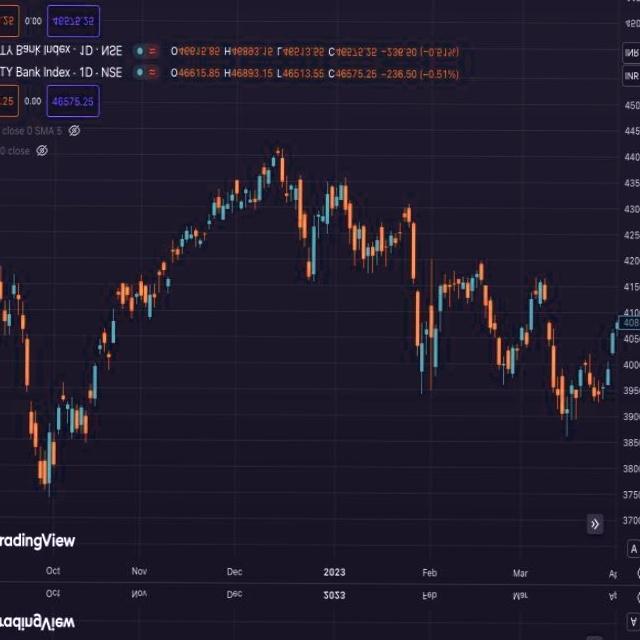 .25 0.00 46575.25
TY Bank Index · 1D · NSE O46615.85 H46893.15 L46513.55 C46575.25 −236.50 (−0.51%)
TY Bank Index · 1D · NSE O46615.85 H46893.15 L46513.55 C46575.25 −236.50 (−0.51%)
.25 0.00 46575.25
close 0 SMA 5
0 close
450
INR
INR
450
445
440
435
430
425
420
415
410
408
405
400
395
390
385
380
375
370
radingView
A
Oct Nov Dec 2023 Feb Mar Ap
Oct Nov Dec 2023 Feb Mar Ap
radingView
A